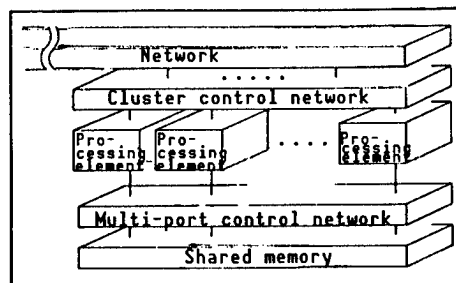 Network
.....
Cluster control network
Pro-
cessing
element
Pro-
cessing
element
.....
Pro-
cessing
element
Multi-port control network
Shared memory